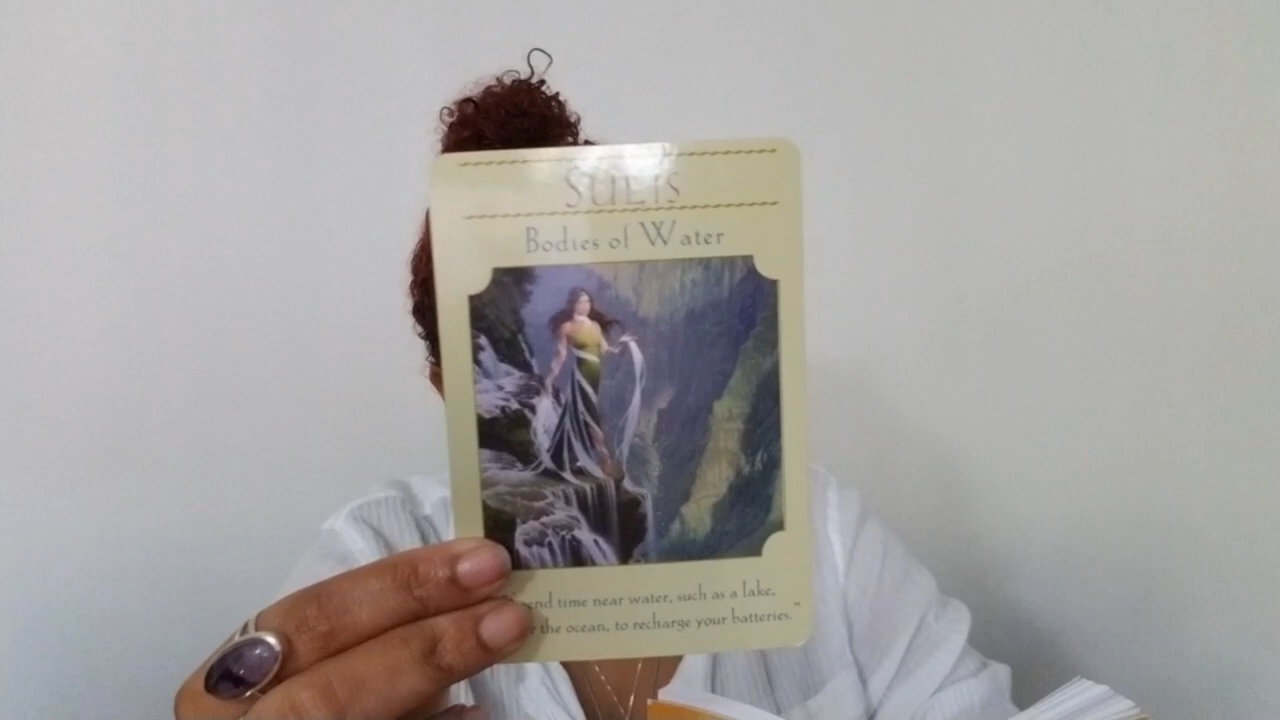 SULIS
Bodies of Water
end time near water, such as a lake,
the ocean, to recharge your batteries."